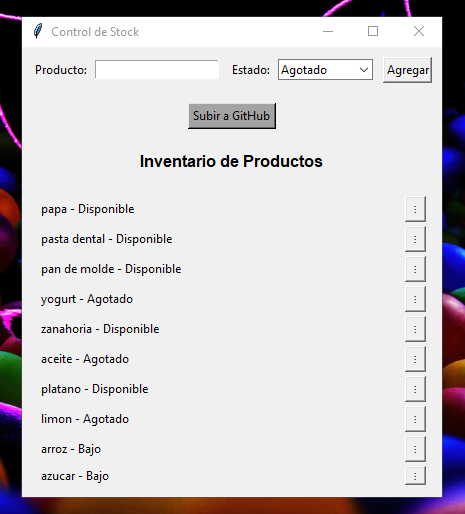 Control de Stock
Producto: Estado: Agotado Agregar
Subir a GitHub
Inventario de Productos
papa - Disponible
pasta dental - Disponible
pan de molde - Disponible
yogurt - Agotado
zanahoria - Disponible
aceite - Agotado
platano - Disponible
limon - Agotado
arroz - Bajo
azucar - Bajo